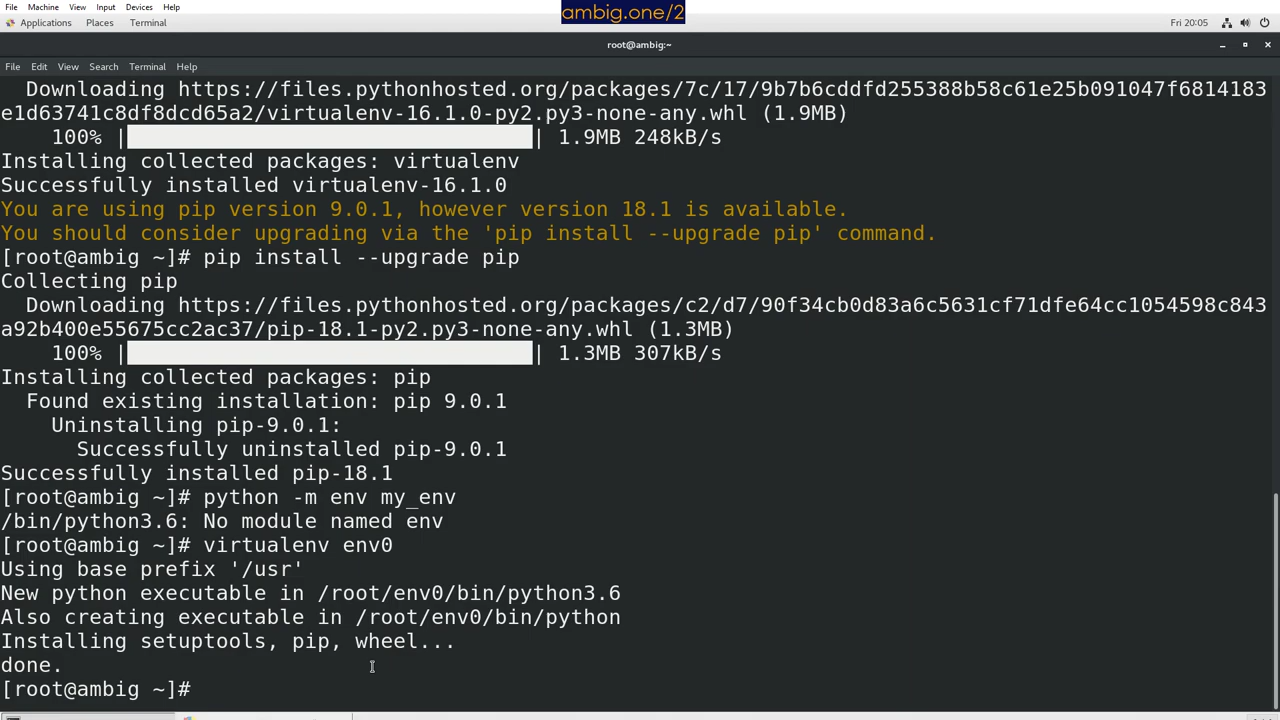 File Machine View Input Devices Help
ambig.one/2
Applications Places Terminal Fri 20:05
root@ambig:~
File Edit View Search Terminal Help
Downloading https://files.pythonhosted.org/packages/7c/17/9b7b6cddfd255388b58c61e25b091047f6814183
e1d63741c8df8dcd65a2/virtualenv-16.1.0-py2.py3-none-any.whl (1.9MB)
100% | | 1.9MB 248kB/s
Installing collected packages: virtualenv
Successfully installed virtualenv-16.1.0
You are using pip version 9.0.1, however version 18.1 is available.
You should consider upgrading via the 'pip install --upgrade pip' command.
[root@ambig ~]# pip install --upgrade pip
Collecting pip
Downloading https://files.pythonhosted.org/packages/c2/d7/90f34cb0d83a6c5631cf71dfe64cc1054598c843
a92b400e55675cc2ac37/pip-18.1-py2.py3-none-any.whl (1.3MB)
100% | | 1.3MB 307kB/s
Installing collected packages: pip
Found existing installation: pip 9.0.1
Uninstalling pip-9.0.1:
Successfully uninstalled pip-9.0.1
Successfully installed pip-18.1
[root@ambig ~]# python -m env my_env
/bin/python3.6: No module named env
[root@ambig ~]# virtualenv env0
Using base prefix '/usr'
New python executable in /root/env0/bin/python3.6
Also creating executable in /root/env0/bin/python
Installing setuptools, pip, wheel...
done.
[root@ambig ~]#